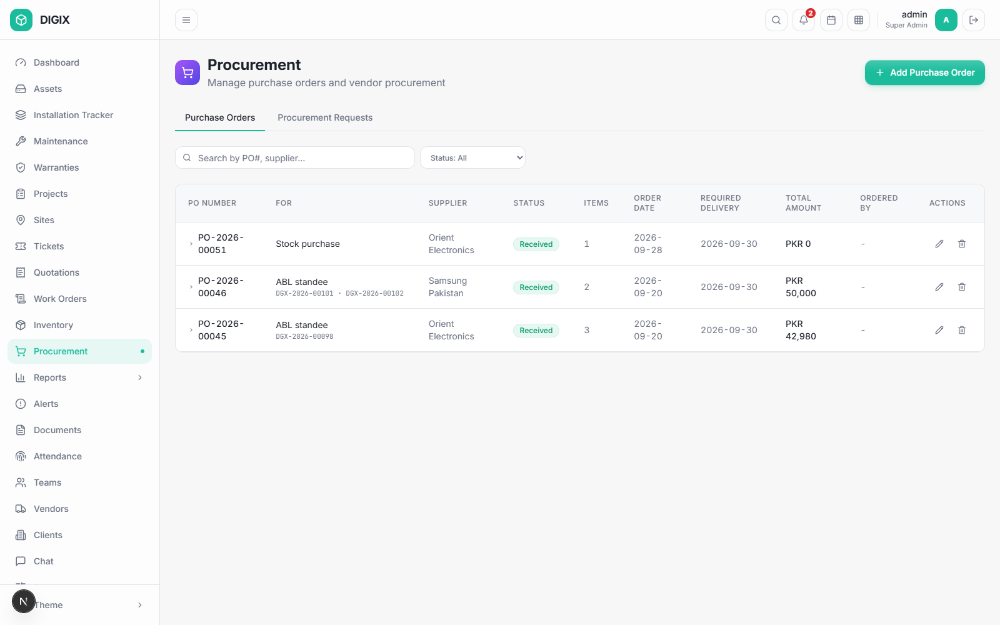 DIGIX
2
admin
Super Admin
A
Dashboard
Assets
Installation Tracker
Maintenance
Warranties
Projects
Sites
Tickets
Quotations
Work Orders
Inventory
Procurement
Reports
Alerts
Documents
Attendance
Teams
Vendors
Clients
Chat
N
Theme
Procurement
Manage purchase orders and vendor procurement
Add Purchase Order
Purchase Orders
Procurement Requests
Search by PO#, supplier...
Status: All
PO NUMBER
FOR
SUPPLIER
STATUS
ITEMS
ORDER
DATE
REQUIRED
DELIVERY
TOTAL
AMOUNT
ORDERED
BY
ACTIONS
PO-2026-
00051
Stock purchase
Orient
Electronics
Received
1
2026-
09-28
2026-09-30
PKR 0
-
PO-2026-
00046
ABL standee
DGX-2026-00101 · DGX-2026-00102
Samsung
Pakistan
Received
2
2026-
09-20
2026-09-30
PKR
50,000
-
PO-2026-
00045
ABL standee
DGX-2026-00098
Orient
Electronics
Received
3
2026-
09-20
2026-09-30
PKR
42,980
-